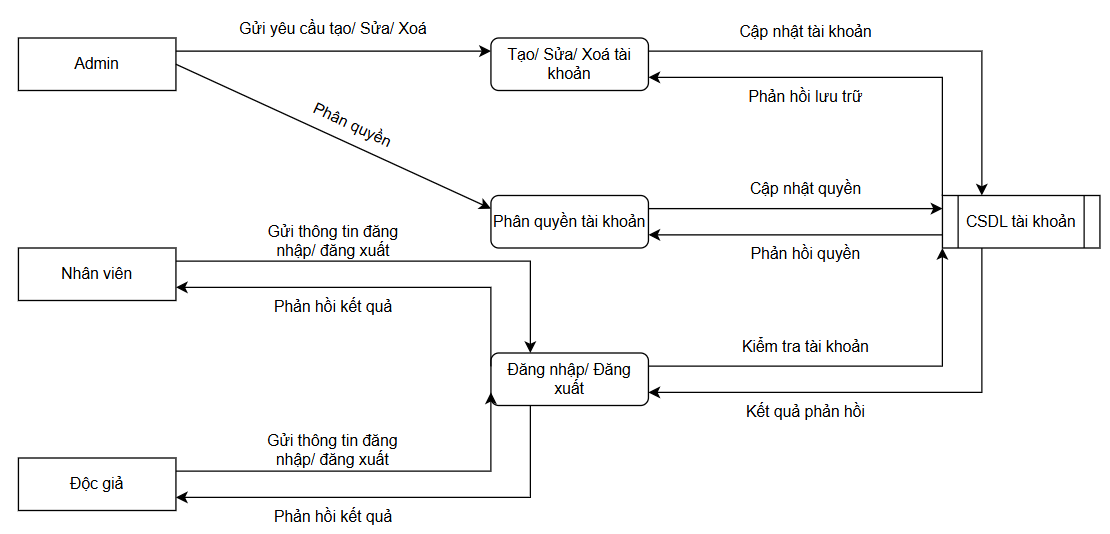 Gửi yêu cầu tạo/ Sửa/ Xoá
Cập nhật tài khoản
Admin
Tạo/ Sửa/ Xoá tài
khoản
Phản hồi lưu trữ
Phân quyền
Cập nhật quyền
Phân quyền tài khoản
CSDL tài khoản
Gửi thông tin đăng
nhập/ đăng xuất
Phản hồi quyền
Nhân viên
Phản hồi kết quả
Kiểm tra tài khoản
Đăng nhập/ Đăng
xuất
Kết quả phản hồi
Gửi thông tin đăng
nhập/ đăng xuất
Độc giả
Phản hồi kết quả